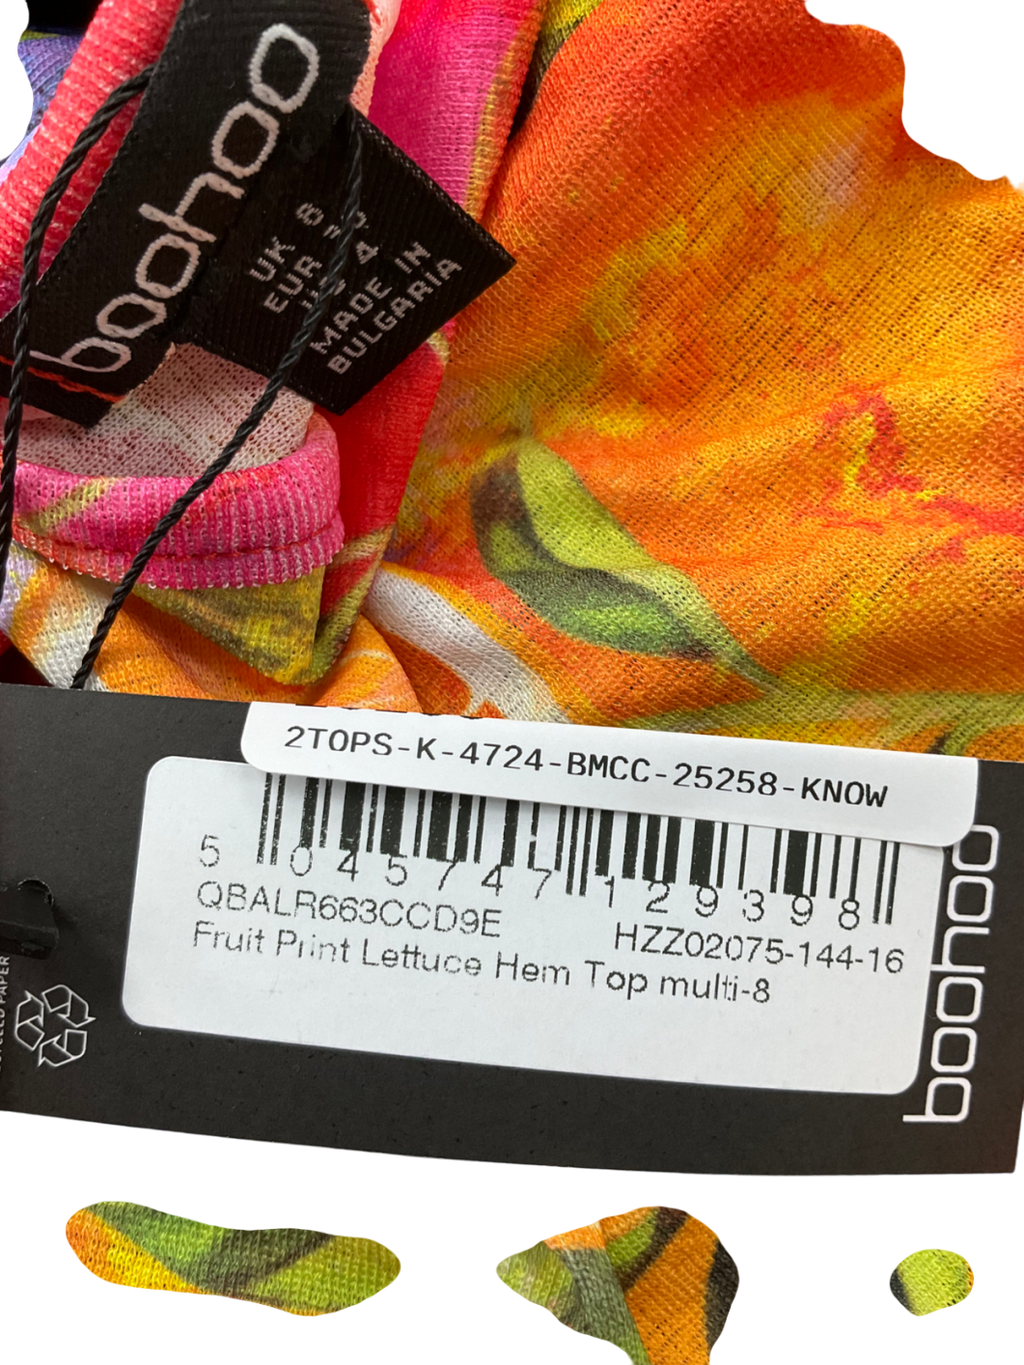 boohoo
UK 8
EUR
US 4
MADE IN
BULGARIA
2TOPS-K-4724-BMCC-25258-KNOW
5 045747 129398
QBALR663CCD9E
HZZ02075-144-16
Fruit Print Lettuce Hem Top multi-8
boohoo
PAPER